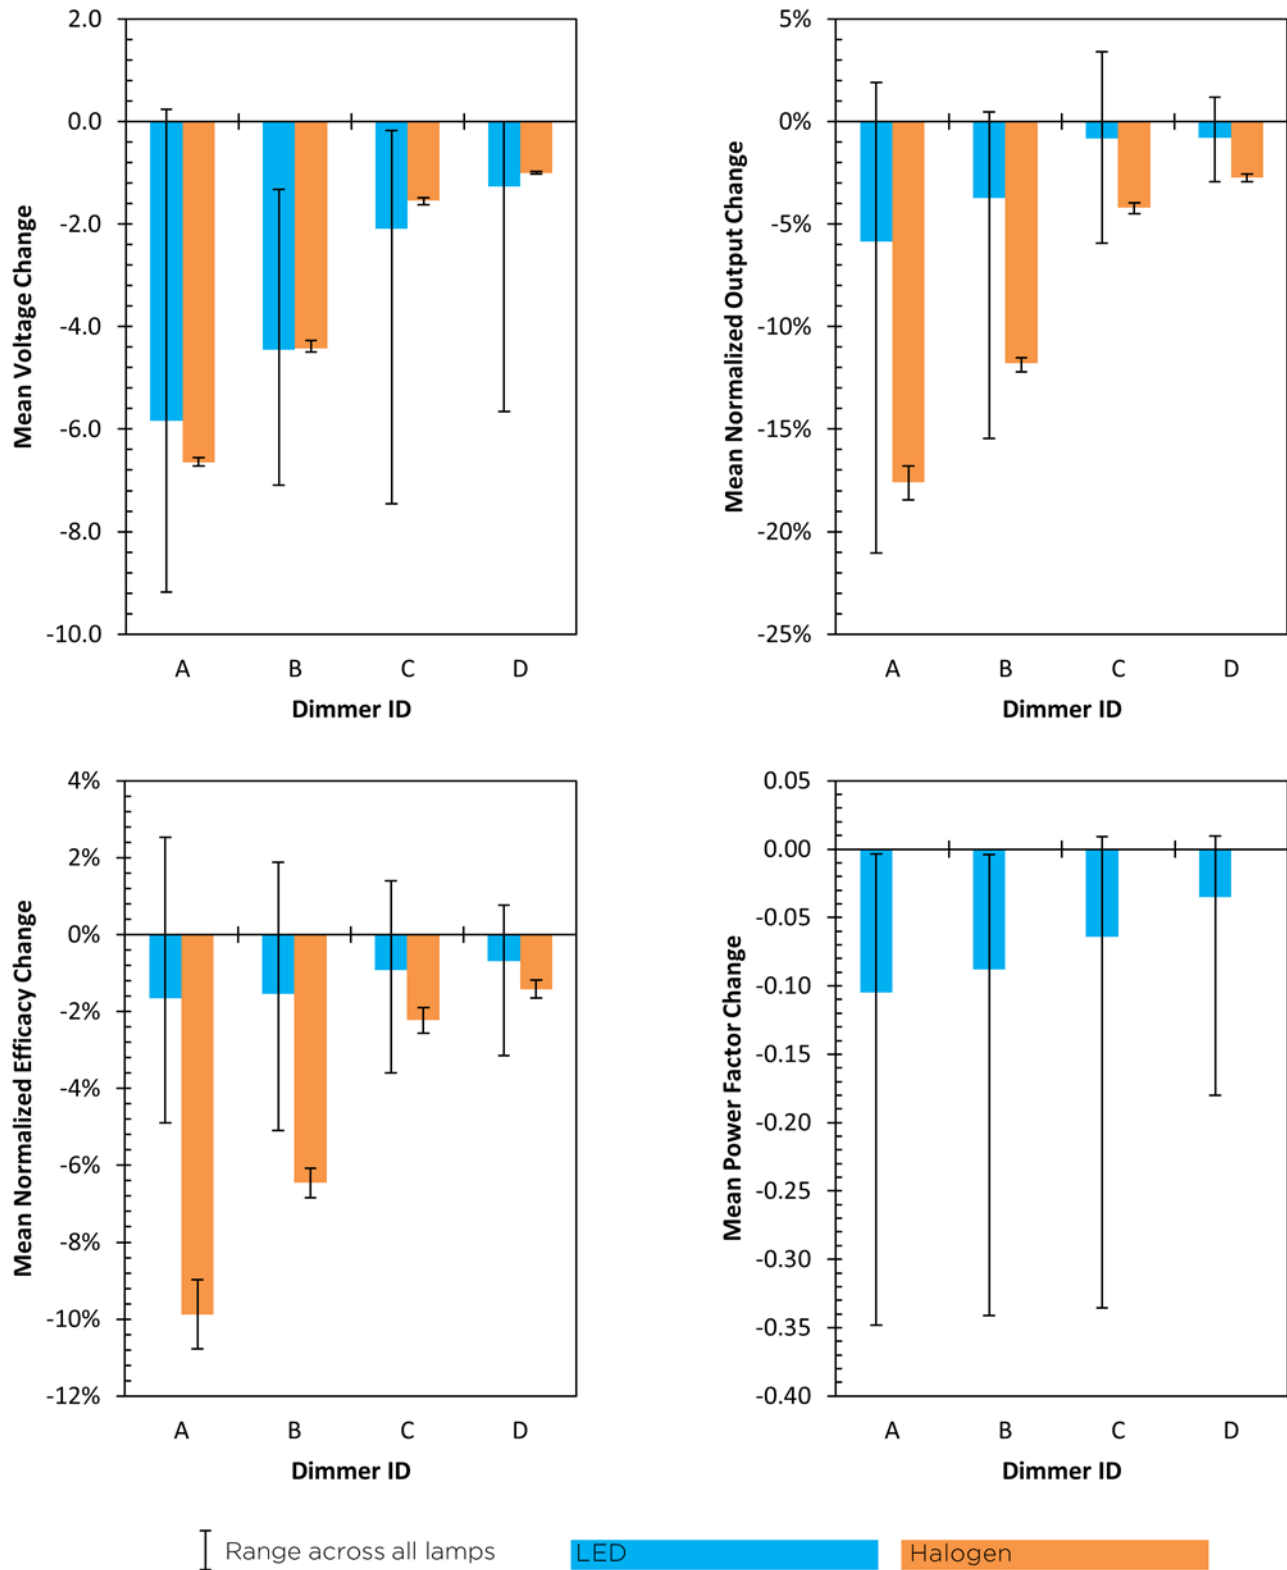 2.0
0.0
-2.0
-4.0
-6.0
-8.0
-10.0
Mean Voltage Change
A B C D
Dimmer ID
5%
0%
-5%
-10%
-15%
-20%
-25%
Mean Normalized Output Change
A B C D
Dimmer ID
4%
2%
0%
-2%
-4%
-6%
-8%
-10%
-12%
Mean Normalized Efficacy Change
A B C D
Dimmer ID
0.05
0.00
-0.05
-0.10
-0.15
-0.20
-0.25
-0.30
-0.35
-0.40
Mean Power Factor Change
A B C D
Dimmer ID
Range across all lamps LED Halogen